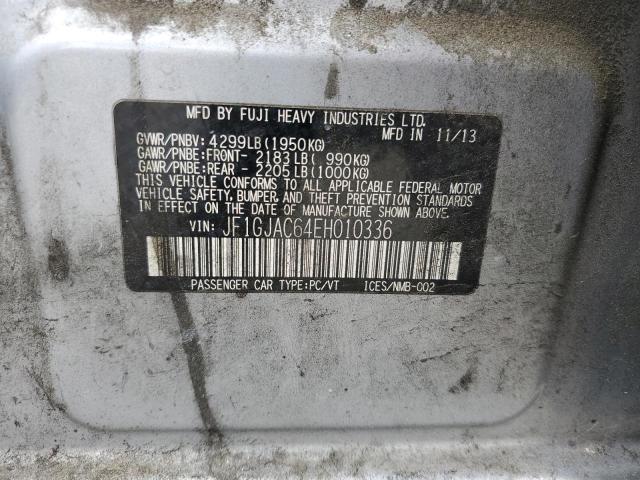 MFD BY FUJI HEAVY INDUSTRIES LTD.
MFD IN 11/13
GVWR/PNBV: 4299LB(1950KG)
GAWR/PNBE:FRONT- 2183LB( 990KG)
GAWR/PNBE:REAR - 2205LB(1000KG)
THIS VEHICLE CONFORMS TO ALL APPLICABLE FEDERAL MOTOR
VEHICLE SAFETY, BUMPER, AND THEFT PREVENTION STANDARDS
IN EFFECT ON THE DATE OF MANUFACTURE SHOWN ABOVE.
VIN: JF1GJAC64EH010336
PASSENGER CAR TYPE:PC/VT ICES/NMB-002